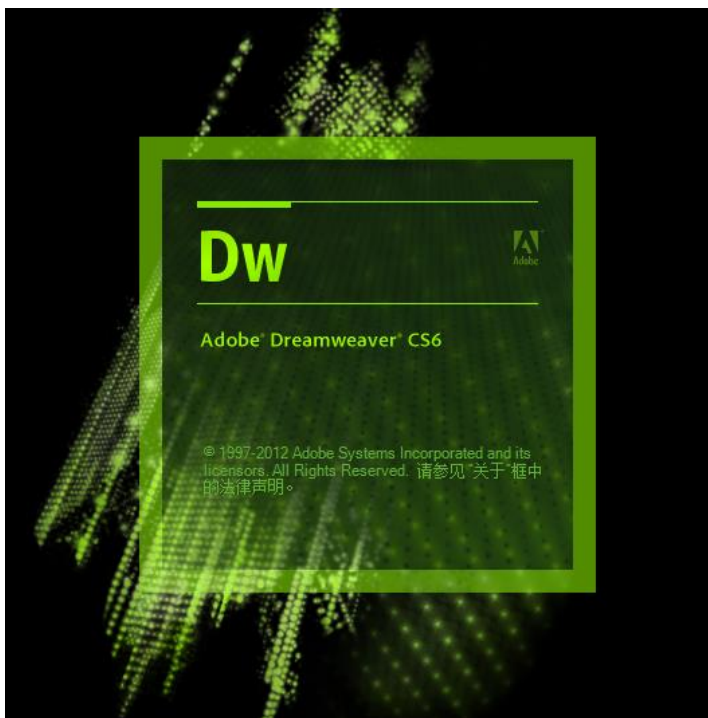 Dw
Adobe
Adobe® Dreamweaver® CS6
© 1997-2012 Adobe Systems Incorporated and its
licensors. All Rights Reserved. 请参见“关于”框中
的法律声明。